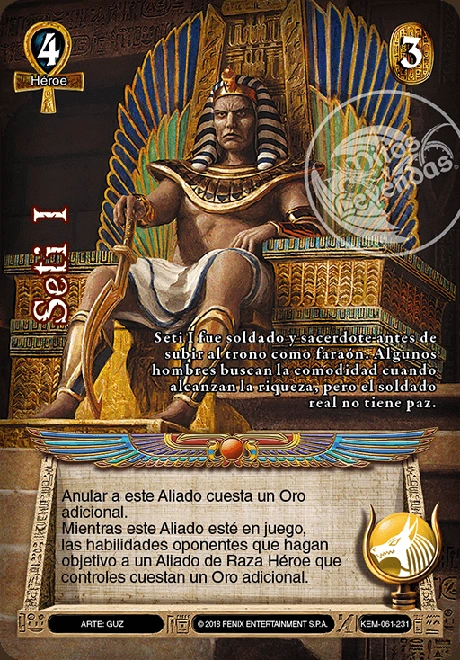 4
Héroe
3
Mitos
Leyendas
Seti I
Seti I fue soldado y sacerdote antes de
subir al trono como faraón. Algunos
hombres buscan la comodidad cuando
alcanzan la riqueza, pero el soldado
real no tiene paz.
Anular a este Aliado cuesta un Oro
adicional.
Mientras este Aliado esté en juego,
las habilidades oponentes que hagan
objetivo a un Aliado de Raza Héroe que
controles cuestan un Oro adicional.
ARTE: GUZ
© 2018 FENIX ENTERTAINMENT S.P.A.
KEM-061-231